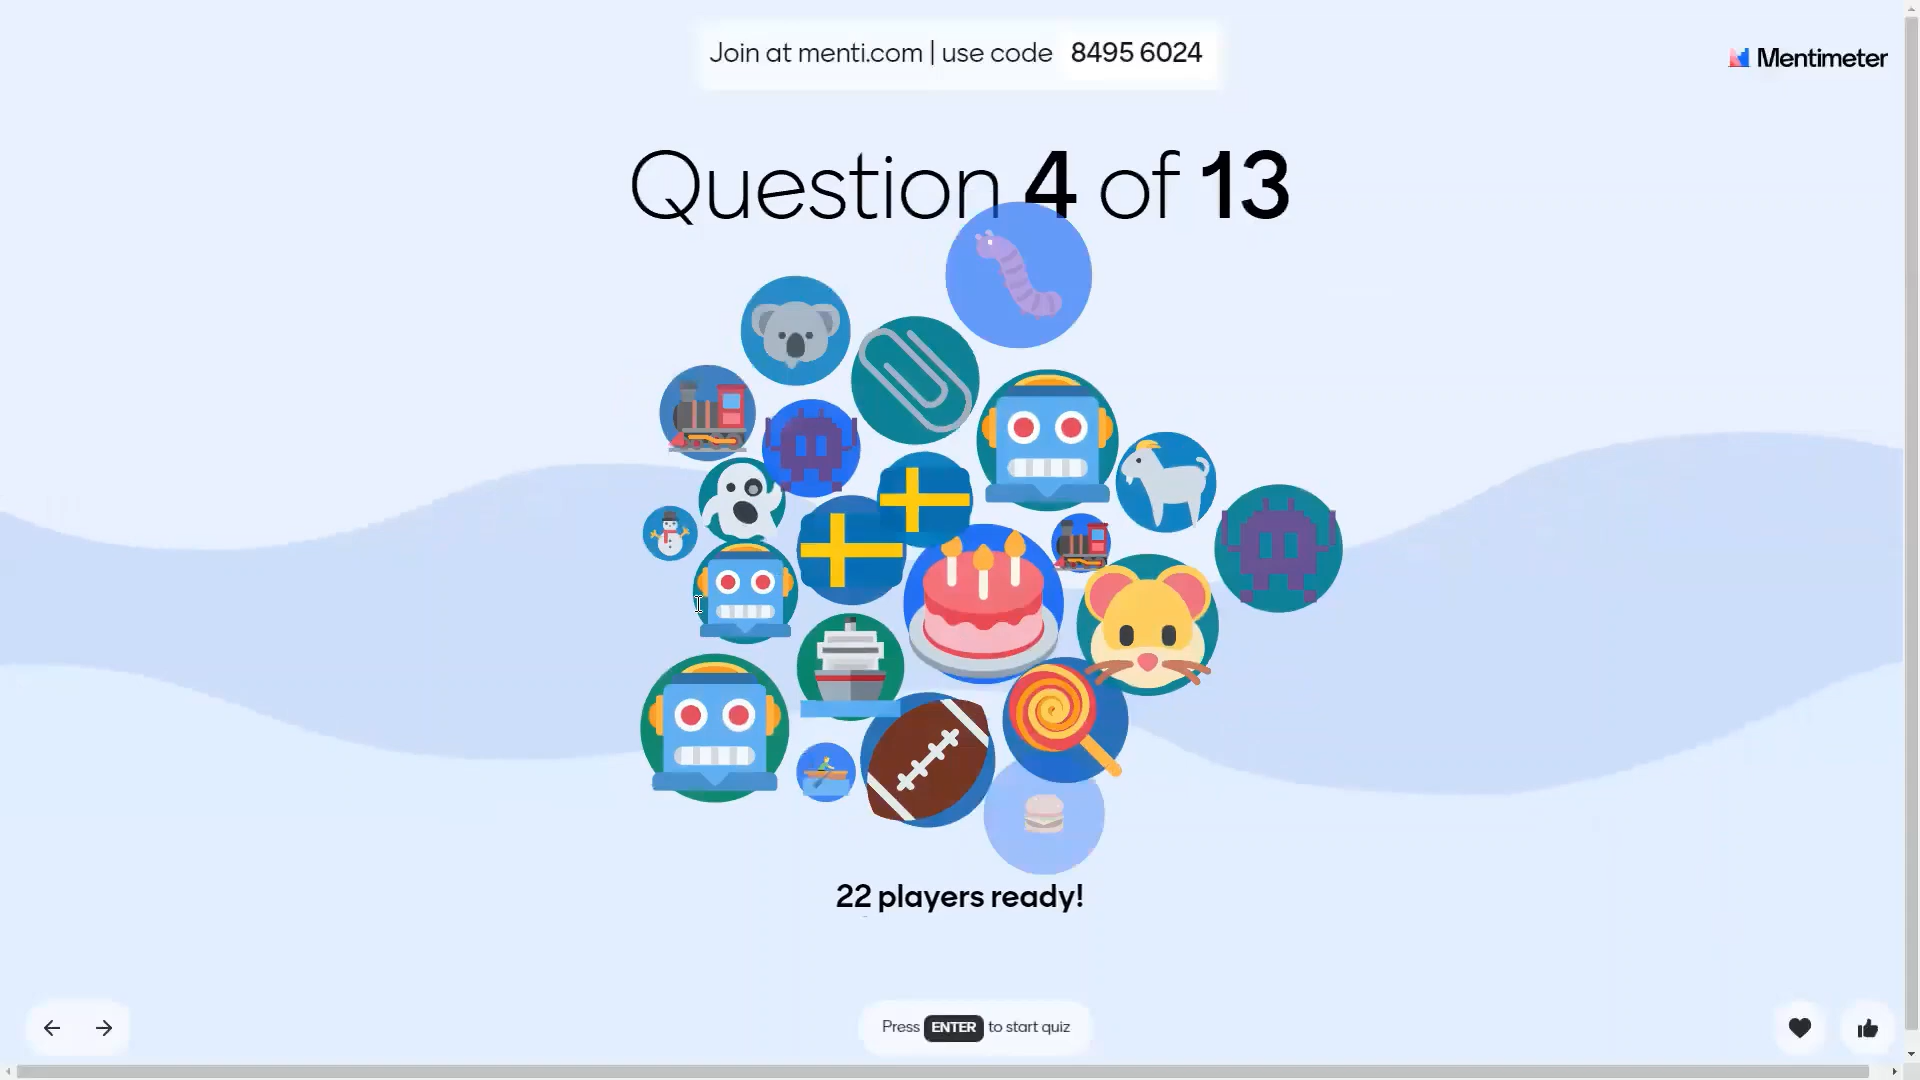 Join at menti.com | use code 8495 6024
Mentimeter
Question 4 of 13
22 players ready!
Press ENTER to start quiz